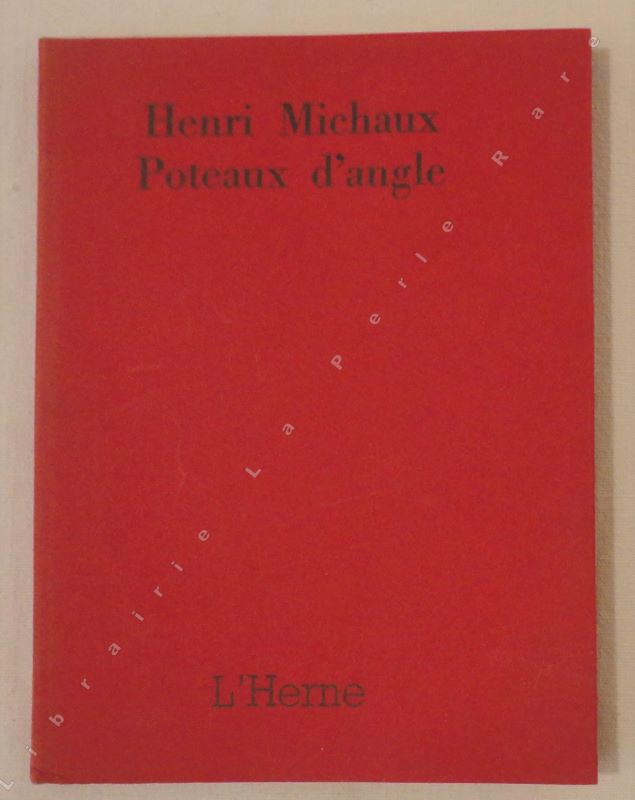 Henri Michaux
Poteaux d'angle
L'Herne
Librairie La Perle Rare